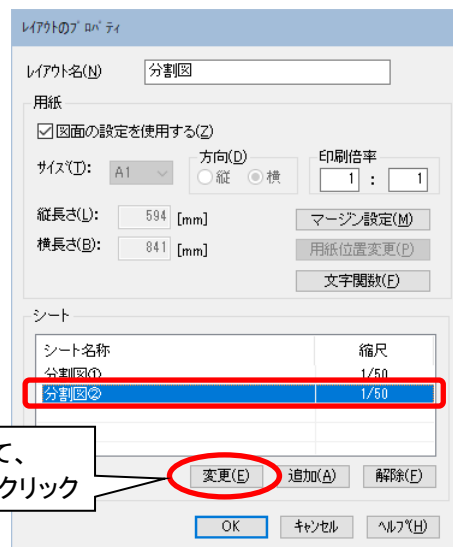 レイアウトのプロパティ
レイアウト名(N) 分割図
用紙
図面の設定を使用する(Z)
サイズ(T): A1 方向(D) 縦 横 印刷倍率 1 : 1
縦長さ(L): 594 [mm] マージン設定(M)
横長さ(B): 841 [mm] 用紙位置変更(P)
文字関数(F)
シート
シート名称 縮尺
分割図① 1/50
分割図② 1/50
て、
クリック
変更(E) 追加(A) 解除(F)
OK キャンセル ヘルプ(H)